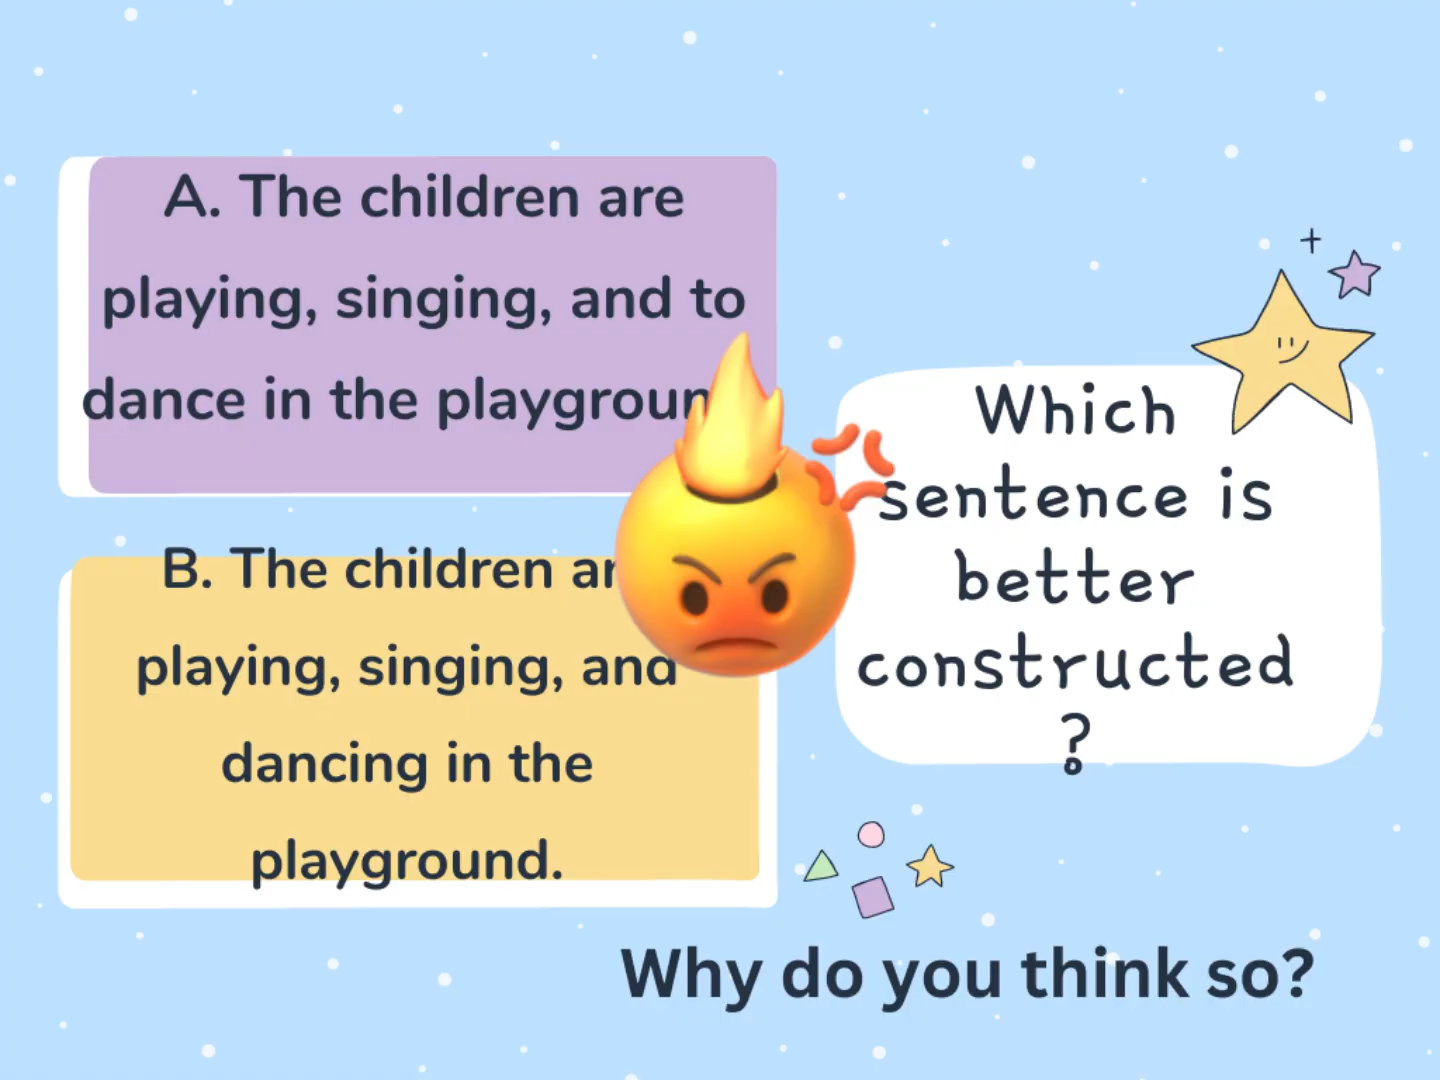 A. The children are
playing, singing, and to
dance in the playgroun
B. The children ar
playing, singing, and
dancing in the
playground.
Which
sentence is
better
constructed
?
Why do you think so?